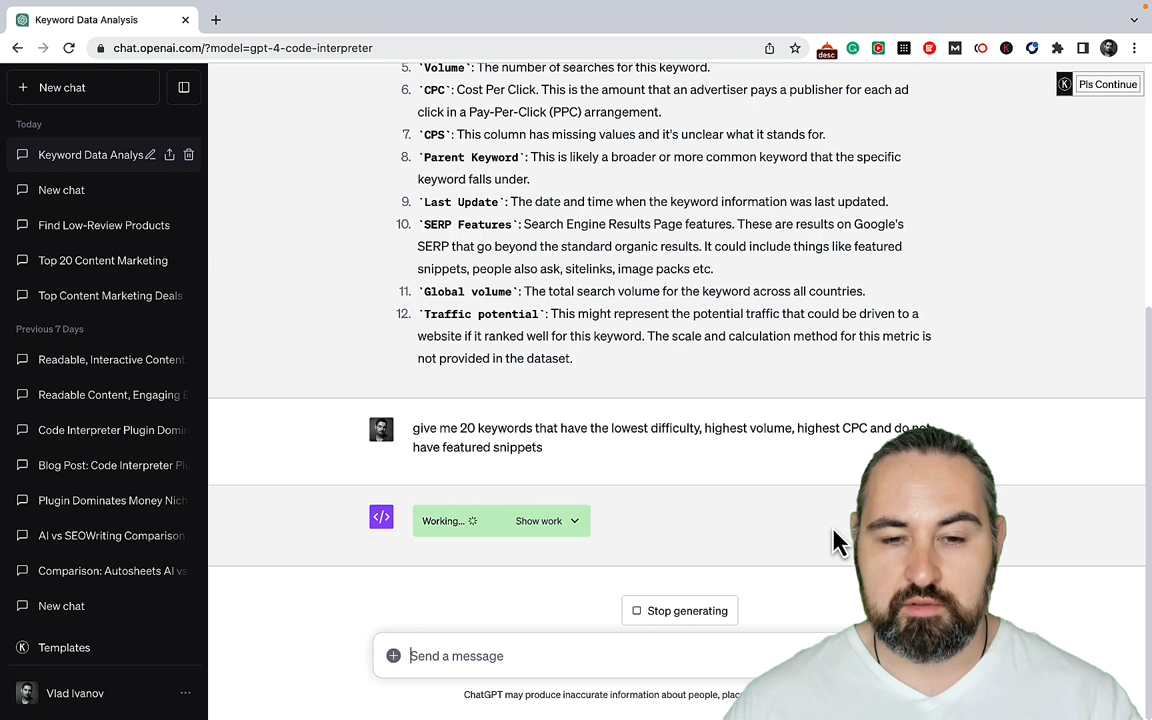 Keyword Data Analysis
chat.openai.com/?model=gpt-4-code-interpreter
desc
New chat
Today
Keyword Data Analys
New chat
Find Low-Review Products
Top 20 Content Marketing
Top Content Marketing Deals
Previous 7 Days
Readable, Interactive Content
Readable Content, Engaging E
Code Interpreter Plugin Domin
Blog Post: Code Interpreter Pl
Plugin Dominates Money Nich
AI vs SEOWriting Comparison
Comparison: Autosheets AI vs
New chat
Templates
Vlad Ivanov
Pls Continue
5. `Volume`: The number of searches for this keyword.
6. `CPC`: Cost Per Click. This is the amount that an advertiser pays a publisher for each ad
click in a Pay-Per-Click (PPC) arrangement.
7. `CPS`: This column has missing values and it's unclear what it stands for.
8. `Parent Keyword`: This is likely a broader or more common keyword that the specific
keyword falls under.
9. `Last Update`: The date and time when the keyword information was last updated.
10. `SERP Features`: Search Engine Results Page features. These are results on Google's
SERP that go beyond the standard organic results. It could include things like featured
snippets, people also ask, sitelinks, image packs etc.
11. `Global volume`: The total search volume for the keyword across all countries.
12. `Traffic potential`: This might represent the potential traffic that could be driven to a
website if it ranked well for this keyword. The scale and calculation method for this metric is
not provided in the dataset.
give me 20 keywords that have the lowest difficulty, highest volume, highest CPC and do not
have featured snippets
Working... Show work
Stop generating
Send a message
ChatGPT may produce inaccurate information about people, plac